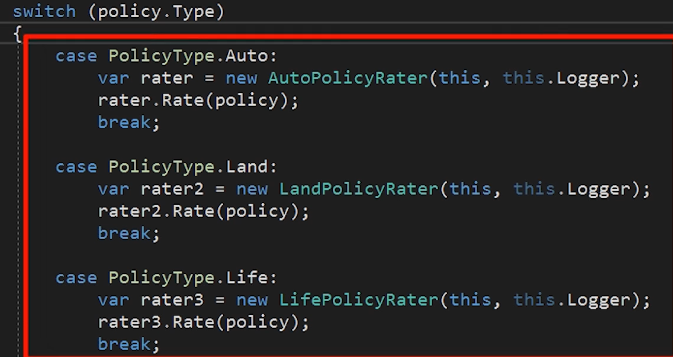 switch (policy.Type)
{
case PolicyType.Auto:
var rater = new AutoPolicyRater(this, this.Logger);
rater.Rate(policy);
break;
case PolicyType.Land:
var rater2 = new LandPolicyRater(this, this.Logger);
rater2.Rate(policy);
break;
case PolicyType.Life:
var rater3 = new LifePolicyRater(this, this.Logger);
rater3.Rate(policy);
break;